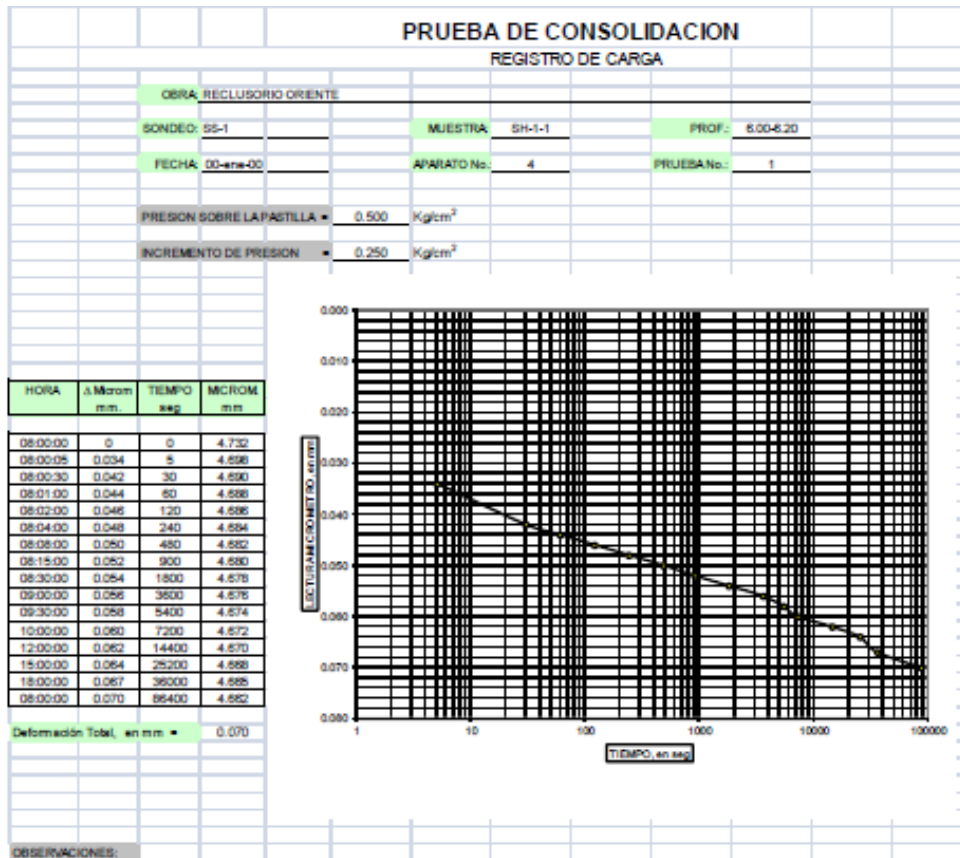 PRUEBA DE CONSOLIDACION
REGISTRO DE CARGA
OBRA: RECLUSORIO ORIENTE
SONDEO: SS-1 MUESTRA: SH-1-1 PROF.: 6.00-6.20
FECHA: 00-ene-00 APARATO No.: 4 PRUEBA No.: 1
PRESION SOBRE LA PASTILLA = 0.500 Kg/cm²
INCREMENTO DE PRESION = 0.250 Kg/cm²
HORA Δ Microm mm. TIEMPO seg MICROM. mm
08:00:00 0 0 4.732
08:00:05 0.034 5 4.698
08:00:30 0.042 30 4.690
08:01:00 0.044 60 4.688
08:02:00 0.046 120 4.686
08:04:00 0.048 240 4.684
08:08:00 0.050 480 4.682
08:15:00 0.052 900 4.680
08:30:00 0.054 1800 4.678
09:00:00 0.056 3600 4.676
09:30:00 0.058 5400 4.674
10:00:00 0.060 7200 4.672
12:00:00 0.062 14400 4.670
15:00:00 0.064 25200 4.668
18:00:00 0.067 36000 4.665
08:00:00 0.070 86400 4.662
Deformación Total, en mm = 0.070
0.000
0.010
0.020
0.030
0.040
0.050
0.060
0.070
0.080
LECTURA MICROMETRO, en mm
1 10 100 1000 10000 100000
TIEMPO, en seg
OBSERVACIONES: